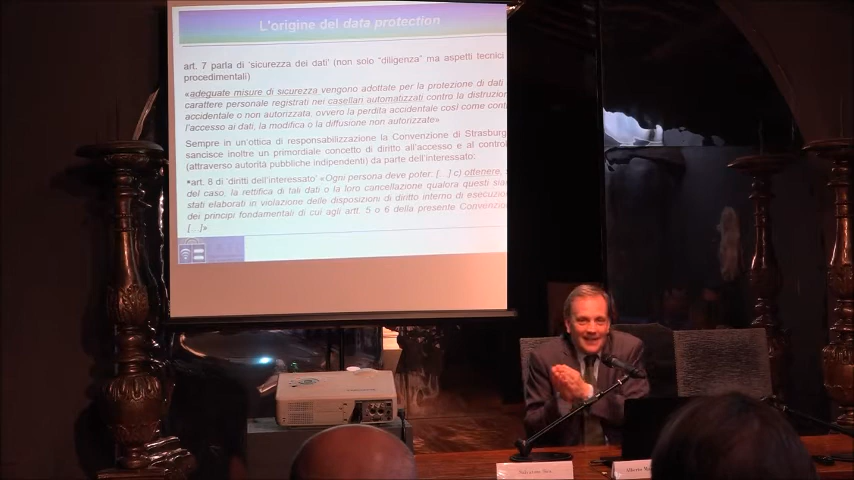 L'origine del data protection
art. 7 parla di 'sicurezza dei dati' (non solo "diligenza" ma aspetti tecnici
procedimentali)
«adeguate misure di sicurezza vengono adottate per la protezione di dati
carattere personale registrati nei casellari automatizzati contro la distruzion
accidentale o non autorizzata, ovvero la perdita accidentale così come cont
l'accesso ai dati, la modifica o la diffusione non autorizzate»
Sempre in un'ottica di responsabilizzazione la Convenzione di Strasburg
sancisce inoltre un primordiale concetto di diritto all'accesso e al control
(attraverso autorità pubbliche indipendenti) da parte dell'interessato:
•art. 8 di 'diritti dell'interessato' «Ogni persona deve poter: [...] c) ottenere,
del caso, la rettifica di tali dati o la loro cancellazione qualora questi sia
stati elaborati in violazione delle disposizioni di diritto interno di esecuzio
dei principi fondamentali di cui agli artt. 5 o 6 della presente Convenzio
[...]»
Alberto